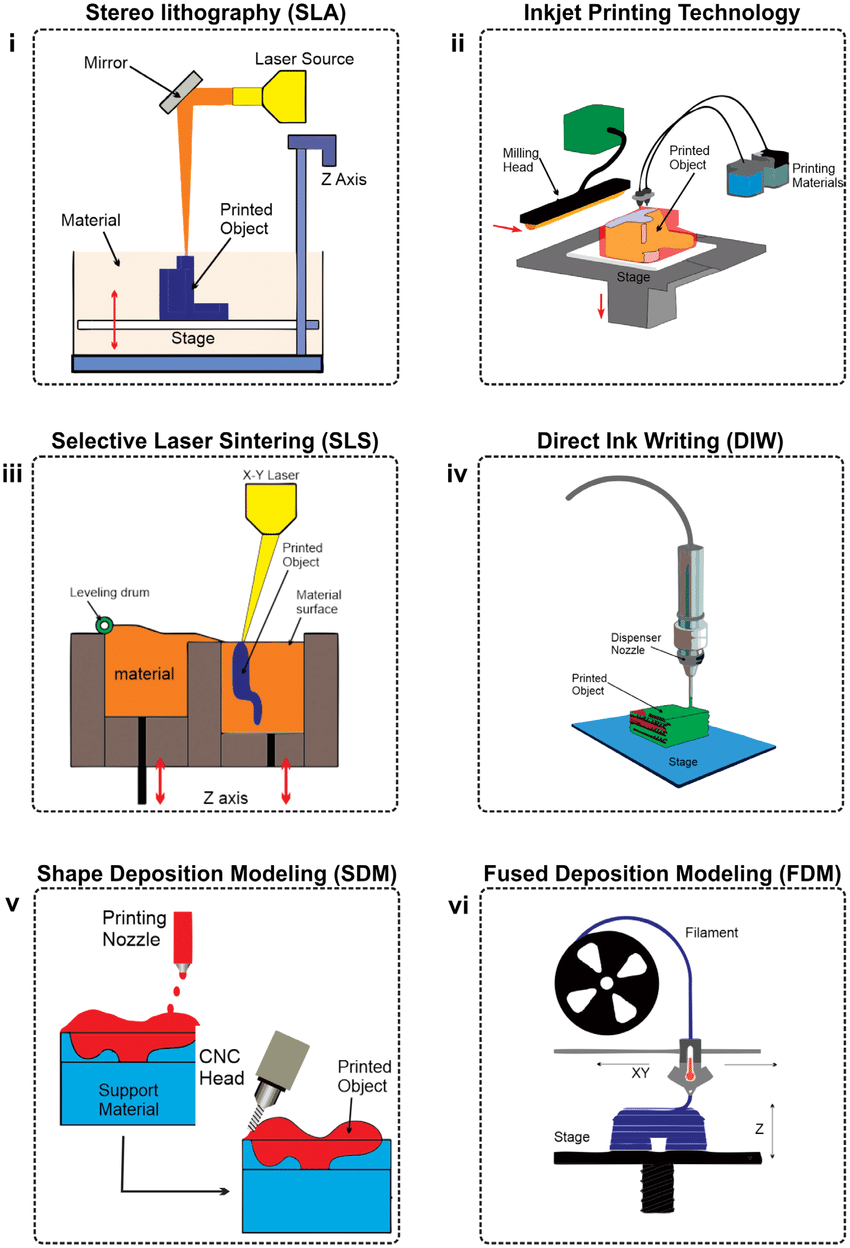 Stereo lithography (SLA)
i
Mirror
Laser Source
Z Axis
Material
Printed
Object
Stage
Inkjet Printing Technology
ii
Milling
Head
Printed
Object
Printing
Materials
Stage
Selective Laser Sintering (SLS)
iii
X-Y Laser
Printed
Object
Leveling drum
Material
surface
material
Z axis
Direct Ink Writing (DIW)
iv
Dispenser
Nozzle
Printed
Object
Stage
Shape Deposition Modeling (SDM)
v
Printing
Nozzle
CNC
Head
Printed
Object
Support
Material
Fused Deposition Modeling (FDM)
vi
Filament
XY
Z
Stage